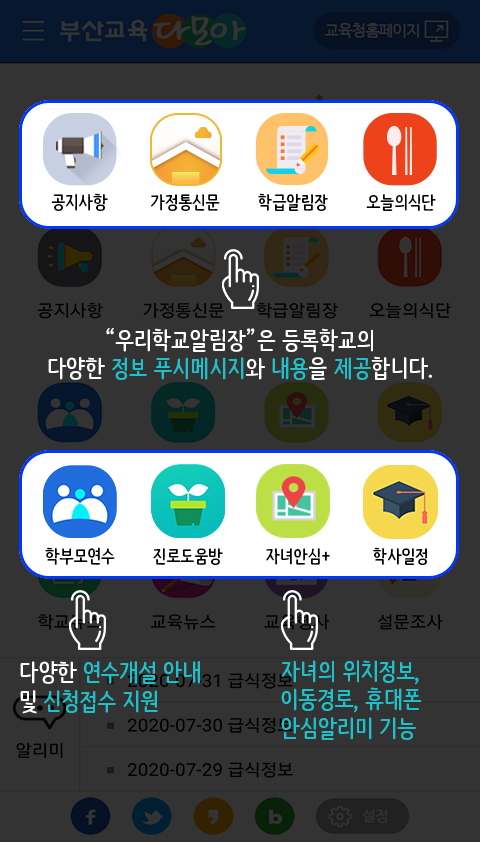 부산교육 다모아
교육청홈페이지
공지사항 가정통신문 학급알림장 오늘의식단
공지사항 가정통신문 학급알림장 오늘의식단
“우리학교알림장”은 등록학교의
다양한 정보 푸시메시지와 내용을 제공합니다.
학부모연수 진로도움방 자녀안심+ 학사일정
교육뉴스 설문조사
다양한 연수개설 안내
및 신청접수 지원
자녀의 위치정보,
이동경로, 휴대폰
안심알리미 기능
알리미
2020-07-31 급식정보
2020-07-30 급식정보
2020-07-29 급식정보
설정